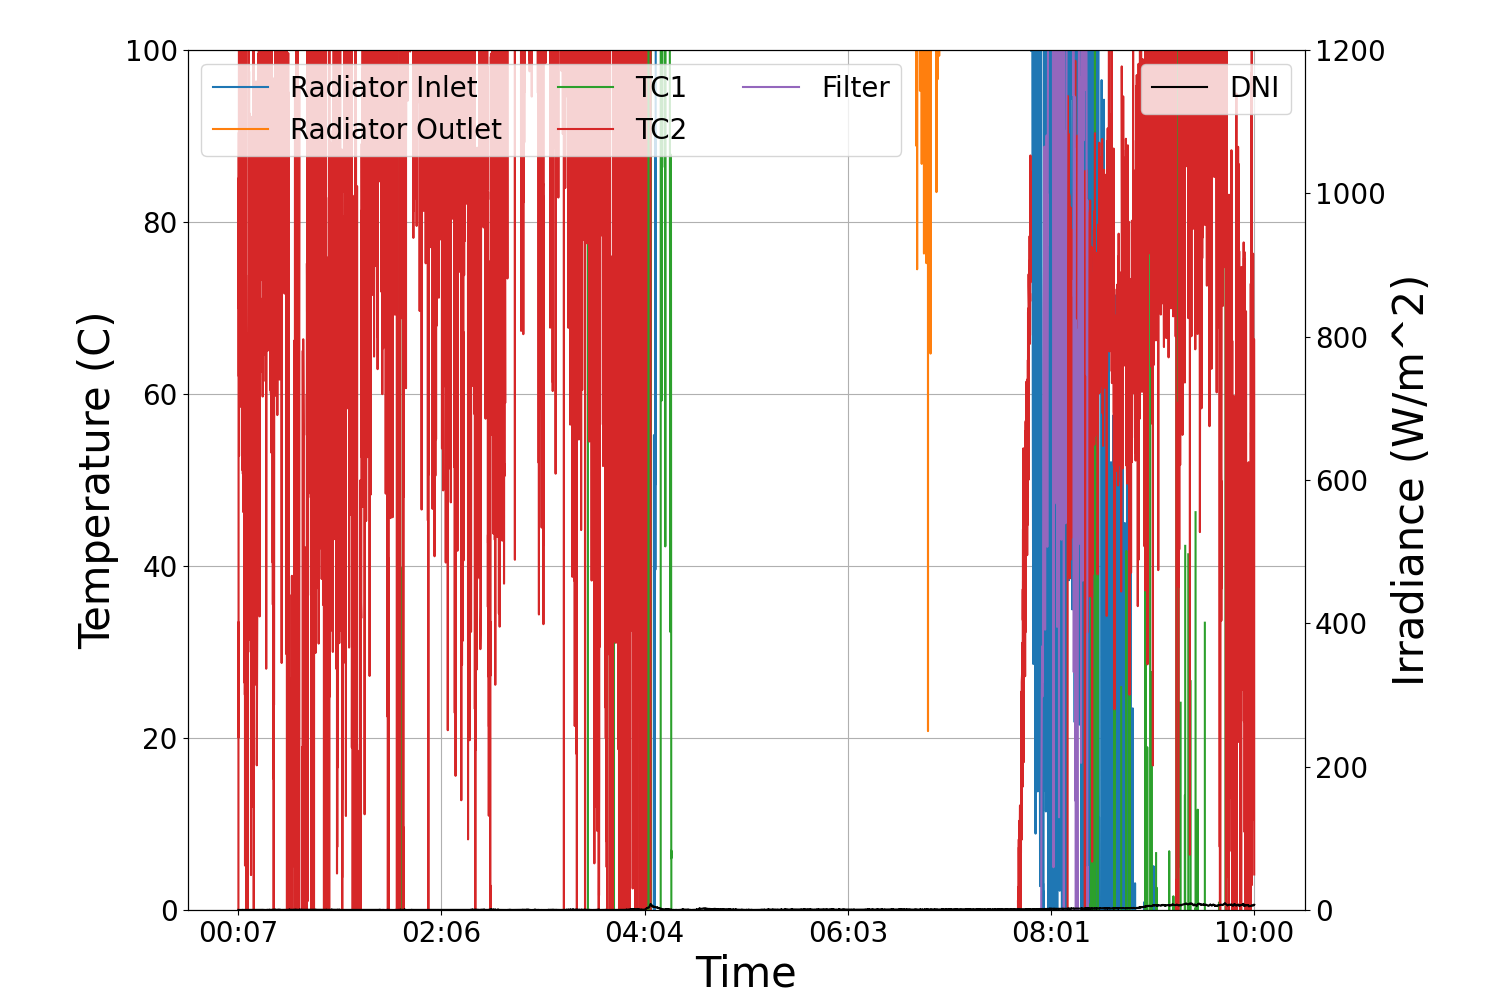 Radiator Inlet
Radiator Outlet
TC1
TC2
Filter
DNI
100
80
60
40
20
0
Temperature (C)
1200
1000
800
600
400
200
0
Irradiance (W/m^2)
00:07 02:06 04:04 06:03 08:01 10:00
Time